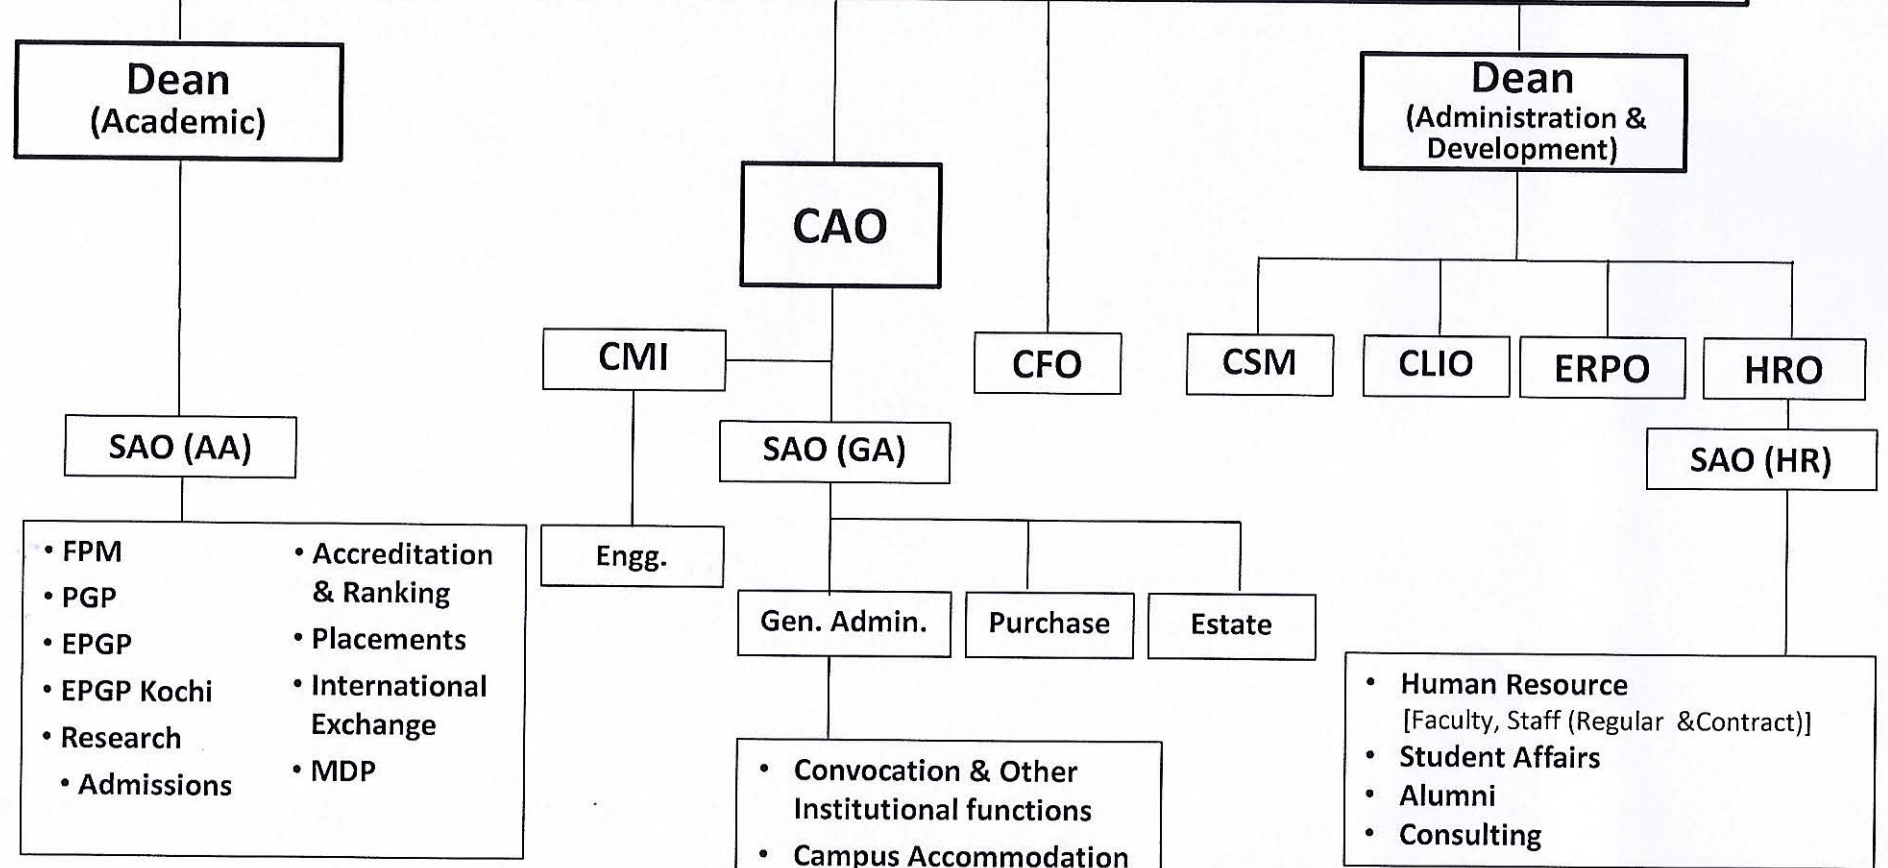 Dean
(Academic)
Dean
(Administration &
Development)
CAO
CMI
CFO
CSM
CLIO
ERPO
HRO
SAO (AA)
SAO (GA)
SAO (HR)
• FPM
• PGP
• EPGP
• EPGP Kochi
• Research
• Admissions
• Accreditation
& Ranking
• Placements
• International
Exchange
• MDP
Engg.
Gen. Admin.
Purchase
Estate
• Convocation & Other
Institutional functions
• Campus Accommodation
• Human Resource
[Faculty, Staff (Regular &Contract)]
• Student Affairs
• Alumni
• Consulting